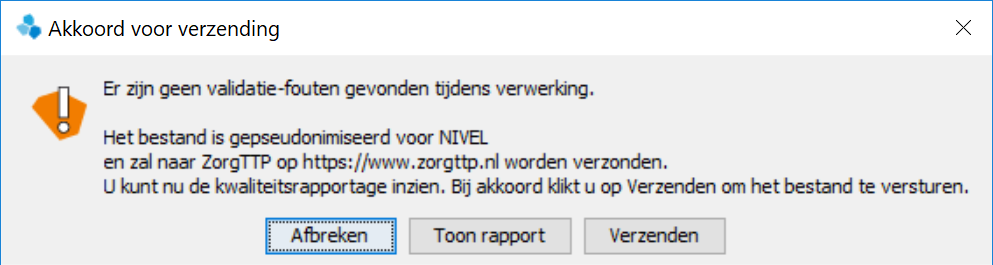 Akkoord voor verzending
Er zijn geen validatie-fouten gevonden tijdens verwerking.
Het bestand is gepseudonimiseerd voor NIVEL
en zal naar ZorgTTP op https://www.zorgttp.nl worden verzonden.
U kunt nu de kwaliteitsrapportage inzien. Bij akkoord klikt u op Verzenden om het bestand te versturen.
Afbreken Toon rapport Verzenden